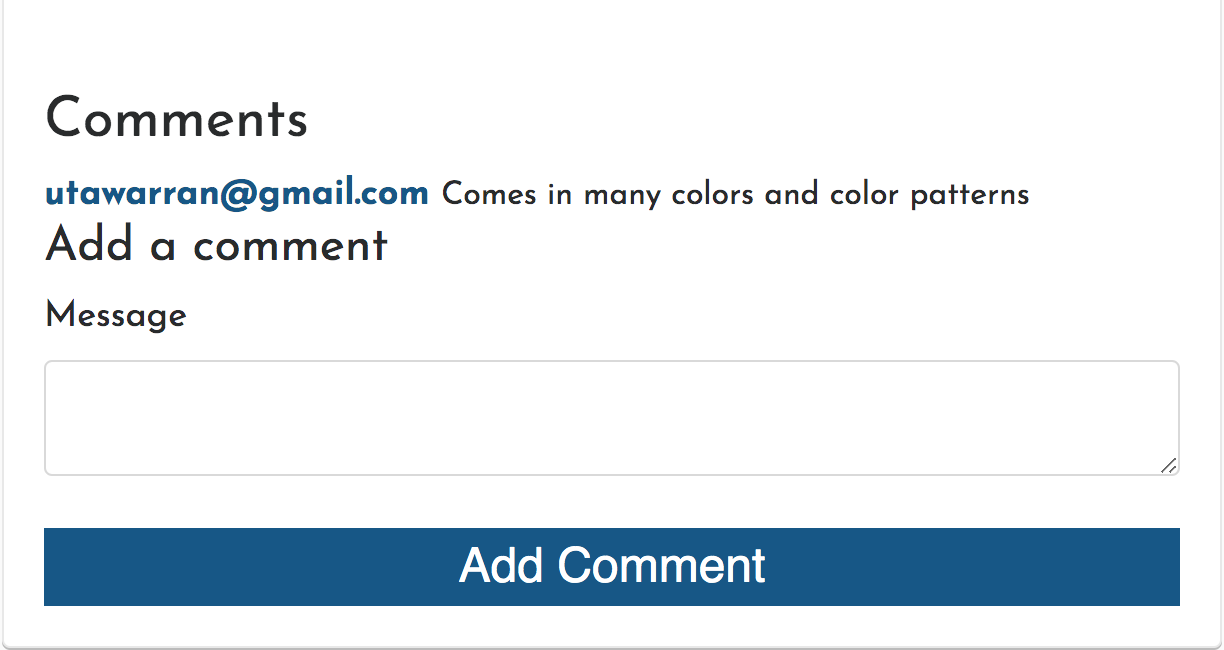 Comments
utawarran@gmail.com Comes in many colors and color patterns
Add a comment
Message
Add Comment